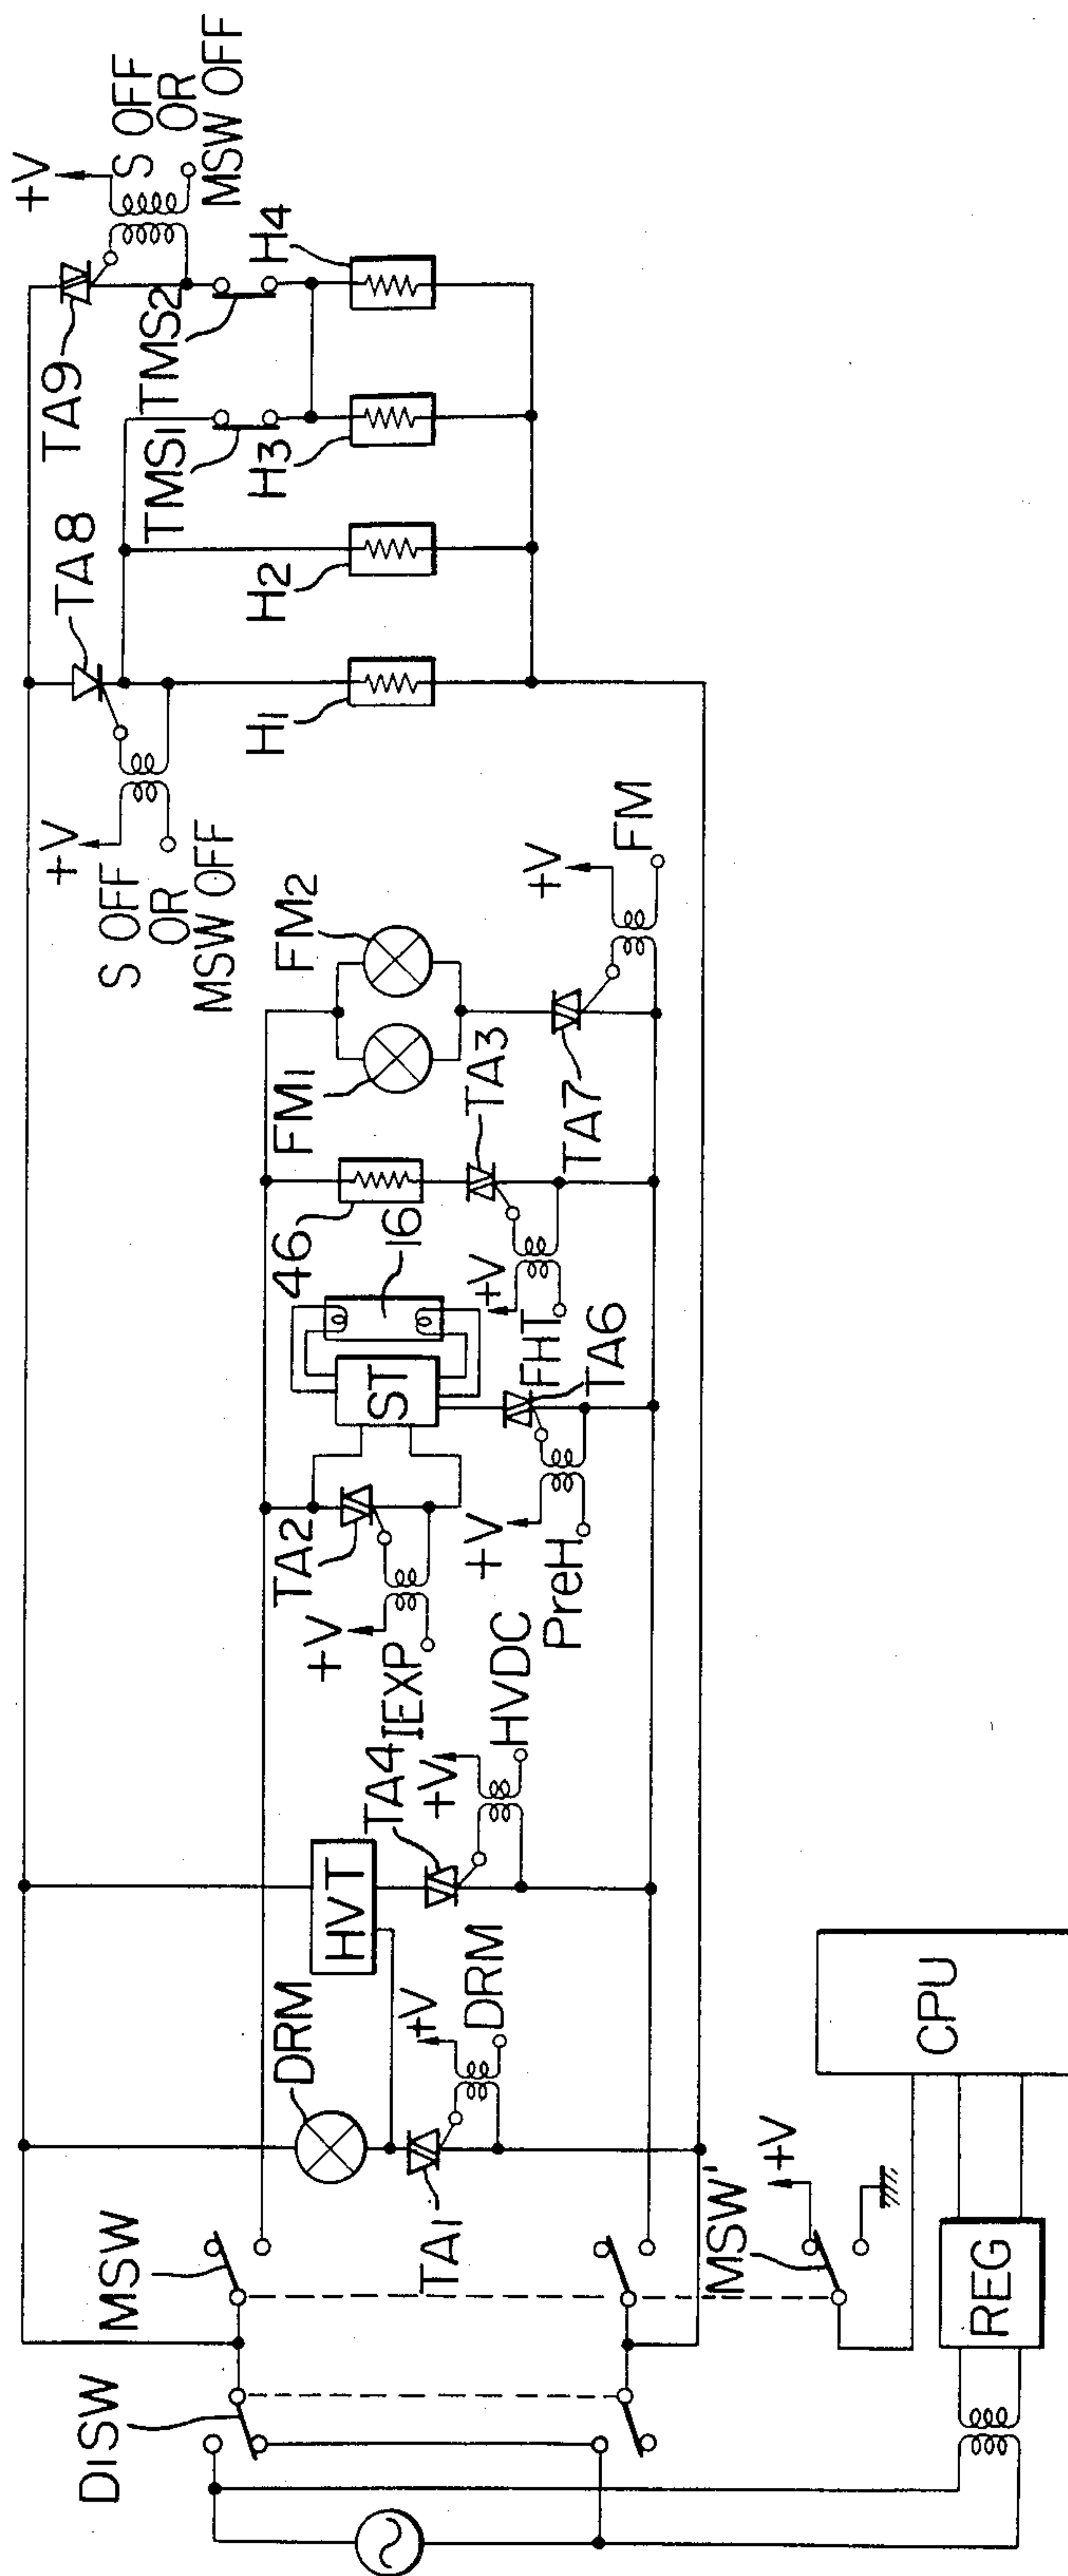 DISW
MSW
DRM
HVT
TA1
+V
DRM
TA4
+V
HVDC
IEXP
+V
TA2
ST
46
16
+V
PreH
FHT
TA6
+V
TA3
FM1
FM2
TA7
+V
FM
+V
S OFF
OR
MSW OFF
TA8
H1
H2
TMS1
H3
TA9
TMS2
H4
+V
S OFF
OR
MSW OFF
MSW'
+V
REG
CPU